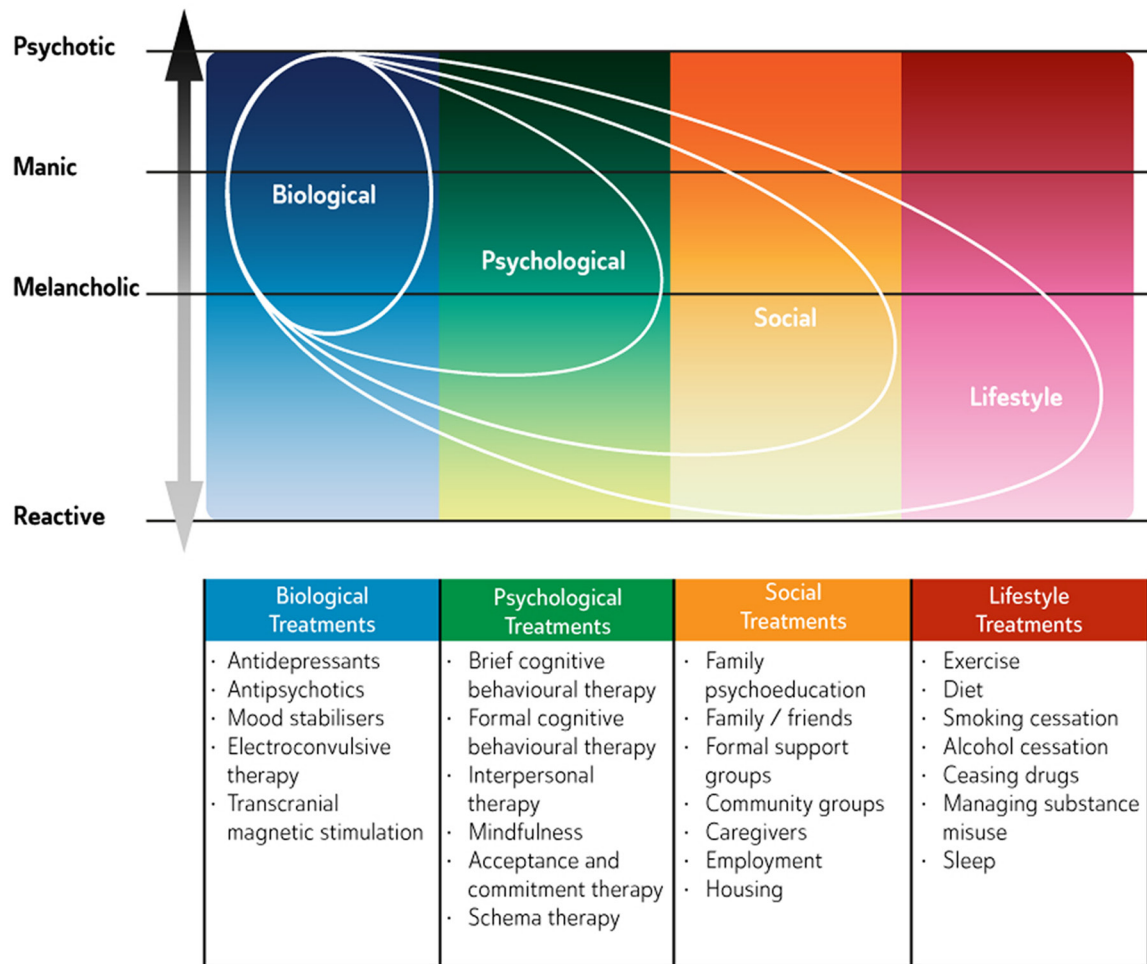 Psychotic
Manic
Biological
Psychological
Melancholic
Social
Lifestyle
Reactive
Biological
Treatments
· Antidepressants
· Antipsychotics
· Mood stabilisers
· Electroconvulsive
therapy
· Transcranial
magnetic stimulation
Psychological
Treatments
· Brief cognitive
behavioural therapy
· Formal cognitive
behavioural therapy
· Interpersonal
therapy
· Mindfulness
· Acceptance and
commitment therapy
· Schema therapy
Social
Treatments
· Family
psychoeducation
· Family / friends
· Formal support
groups
· Community groups
· Caregivers
· Employment
· Housing
Lifestyle
Treatments
· Exercise
· Diet
· Smoking cessation
· Alcohol cessation
· Ceasing drugs
· Managing substance
misuse
· Sleep